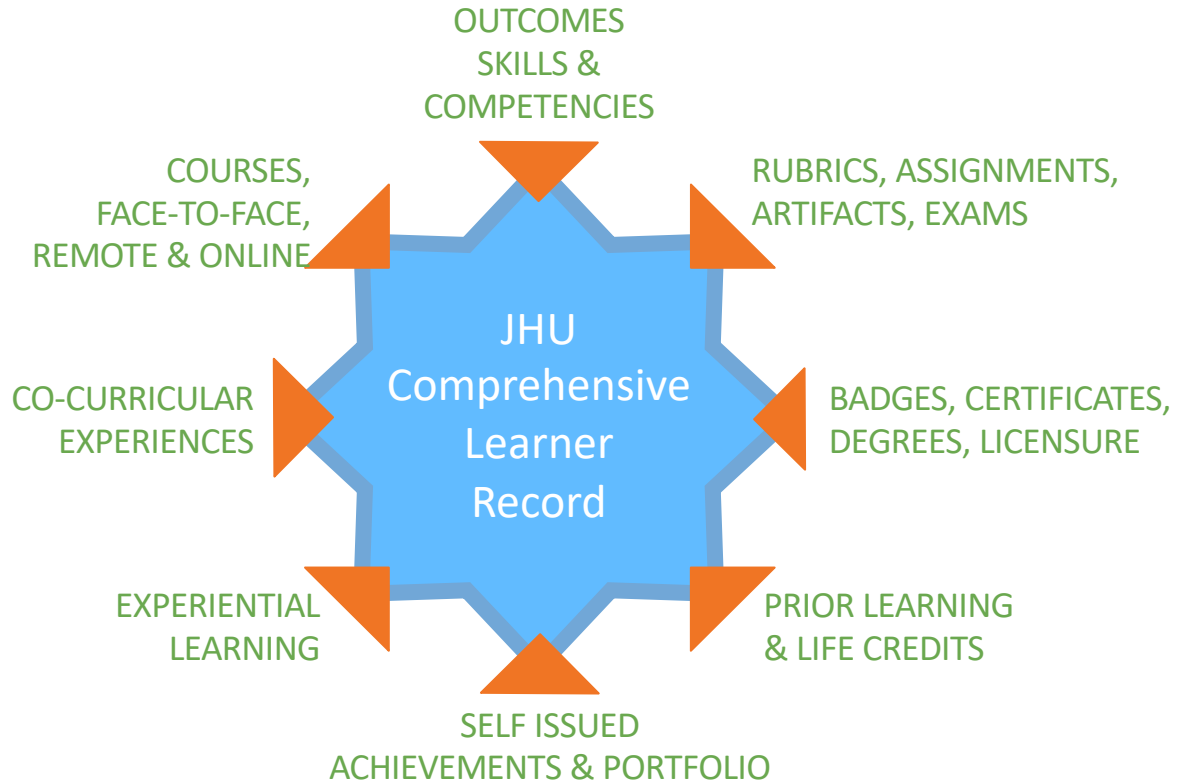 OUTCOMES
SKILLS &
COMPETENCIES
COURSES,
FACE-TO-FACE,
REMOTE & ONLINE
RUBRICS, ASSIGNMENTS,
ARTIFACTS, EXAMS
JHU
Comprehensive
Learner
Record
CO-CURRICULAR
EXPERIENCES
BADGES, CERTIFICATES,
DEGREES, LICENSURE
EXPERIENTIAL
LEARNING
PRIOR LEARNING
& LIFE CREDITS
SELF ISSUED
ACHIEVEMENTS & PORTFOLIO